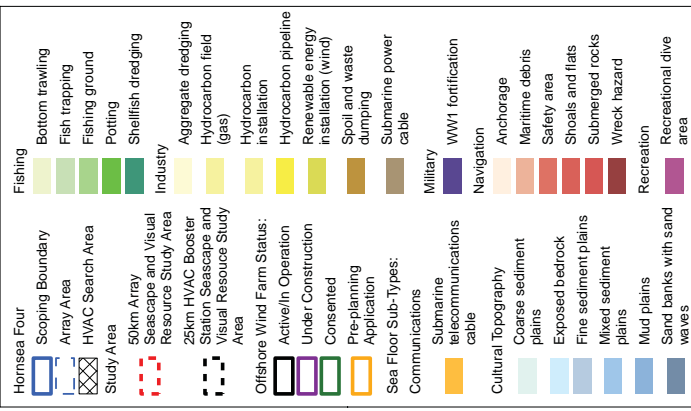 Hornsea Four
Scoping Boundary
Array Area
HVAC Search Area
Study Area
50km Array
Seascape and Visual
Resource Study Area
25km HVAC Booster
Station Seascape and
Visual Resouce Study
Area
Offshore Wind Farm Status:
Active/In Operation
Under Construction
Consented
Pre-planning
Application
Sea Floor Sub-Types:
Communications
Submarine
telecommunications
cable
Cultural Topography
Coarse sediment
plains
Exposed bedrock
Fine sediment plains
Mixed sediment
plains
Mud plains
Sand banks with sand
waves
Fishing
Bottom trawling
Fish trapping
Fishing ground
Potting
Shellfish dredging
Industry
Aggregate dredging
Hydrocarbon field
(gas)
Hydrocarbon
installation
Hydrocarbon pipeline
Renewable energy
installation (wind)
Spoil and waste
dumping
Submarine power
cable
Military
WW1 fortification
Navigation
Anchorage
Maritime debris
Safety area
Shoals and flats
Submerged rocks
Wreck hazard
Recreation
Recreational dive
area